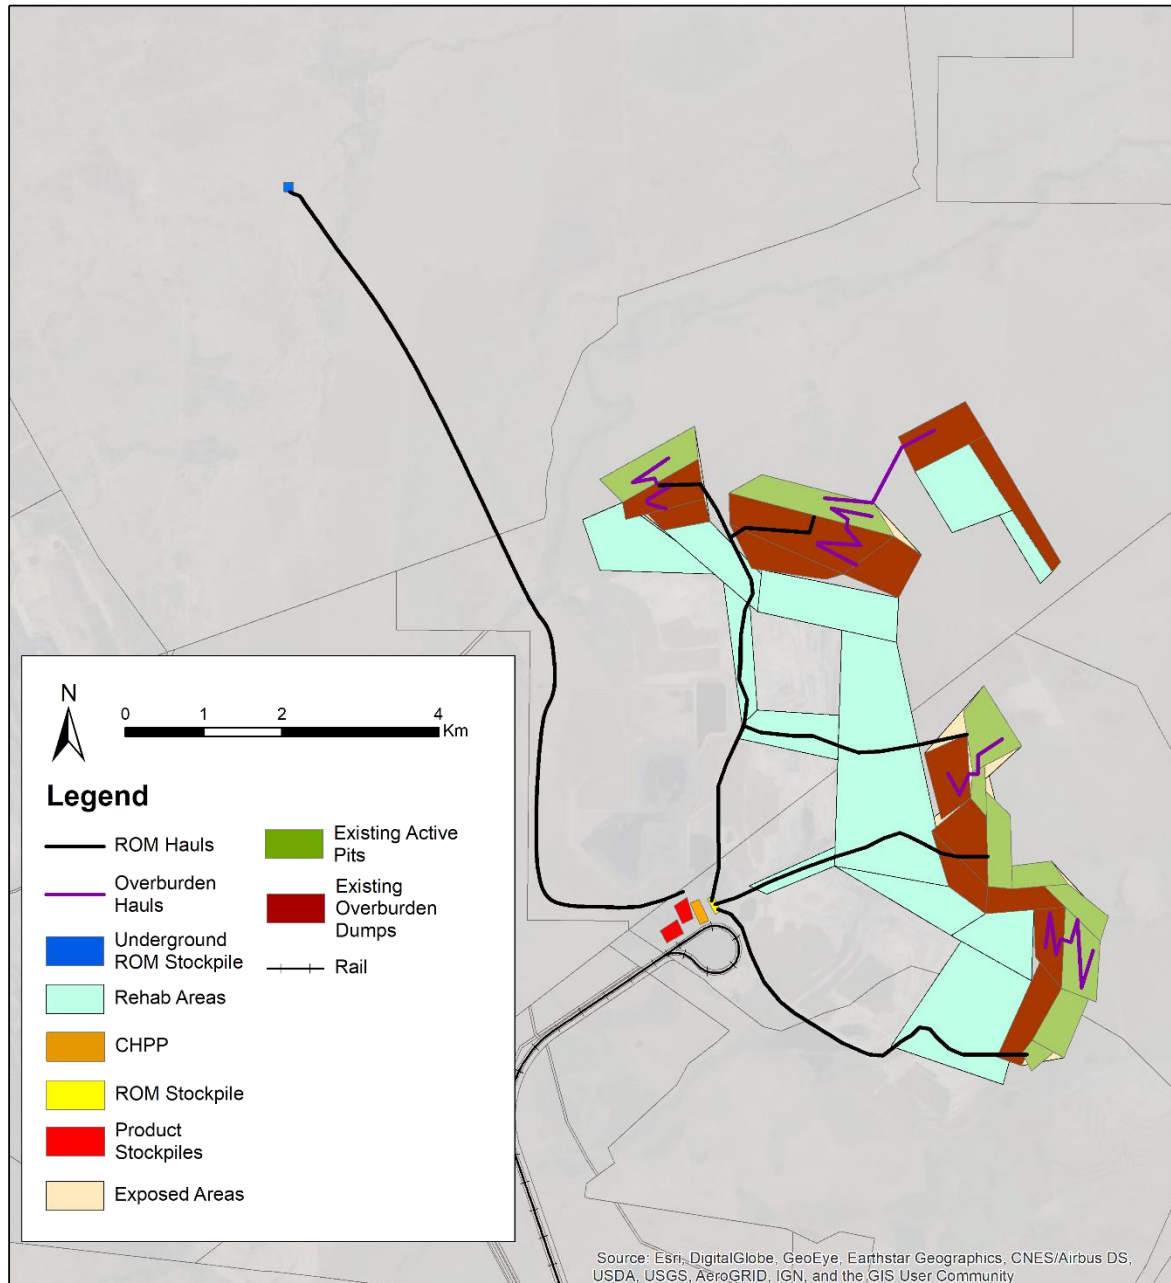 N
0 1 2 4
Km
Legend
ROM Hauls
Overburden
Hauls
Underground
ROM Stockpile
Rehab Areas
CHPP
ROM Stockpile
Product
Stockpiles
Exposed Areas
Existing Active
Pits
Existing
Overburden
Dumps
Rail
Source: Esri, DigitalGlobe, GeoEye, Earthstar Geographics, CNES/Airbus DS,
USDA, USGS, AeroGRID, IGN, and the GIS User Community